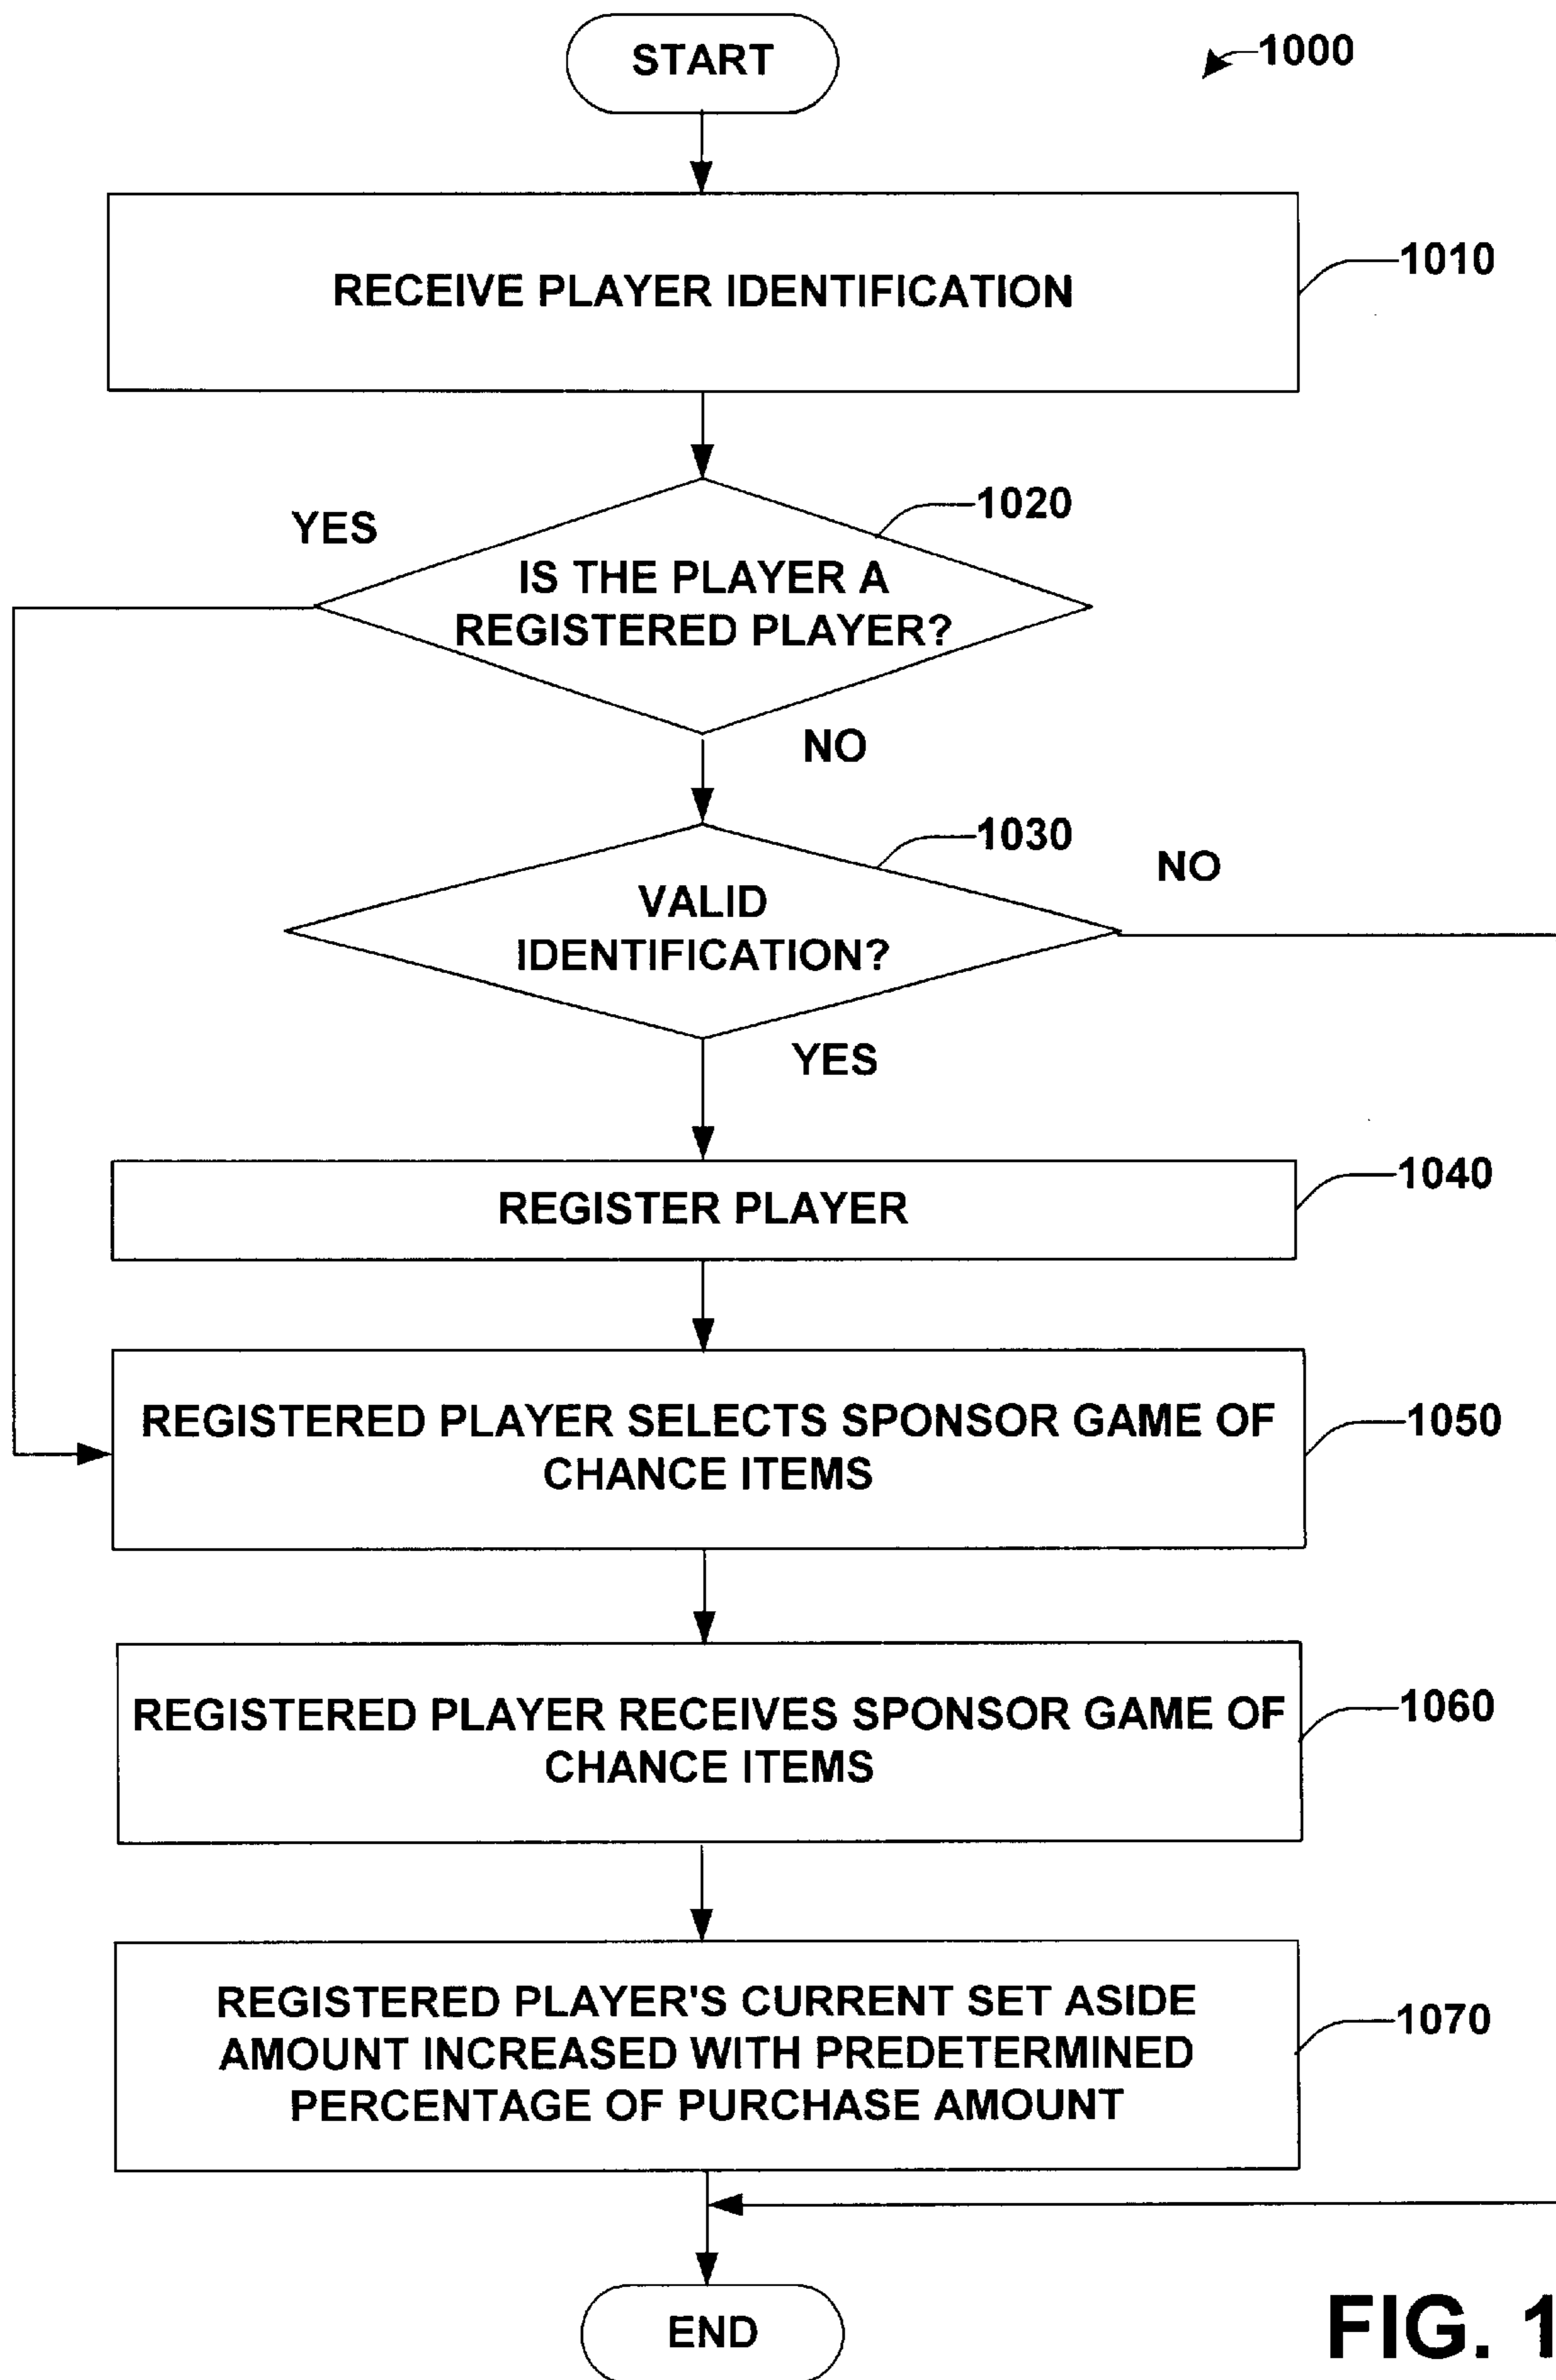 START
1000
RECEIVE PLAYER IDENTIFICATION
1010
1020
YES
IS THE PLAYER A
REGISTERED PLAYER?
NO
1030
NO
VALID
IDENTIFICATION?
YES
1040
REGISTER PLAYER
1050
REGISTERED PLAYER SELECTS SPONSOR GAME OF
CHANCE ITEMS
1060
REGISTERED PLAYER RECEIVES SPONSOR GAME OF
CHANCE ITEMS
1070
REGISTERED PLAYER'S CURRENT SET ASIDE
AMOUNT INCREASED WITH PREDETERMINED
PERCENTAGE OF PURCHASE AMOUNT
END
FIG. 1